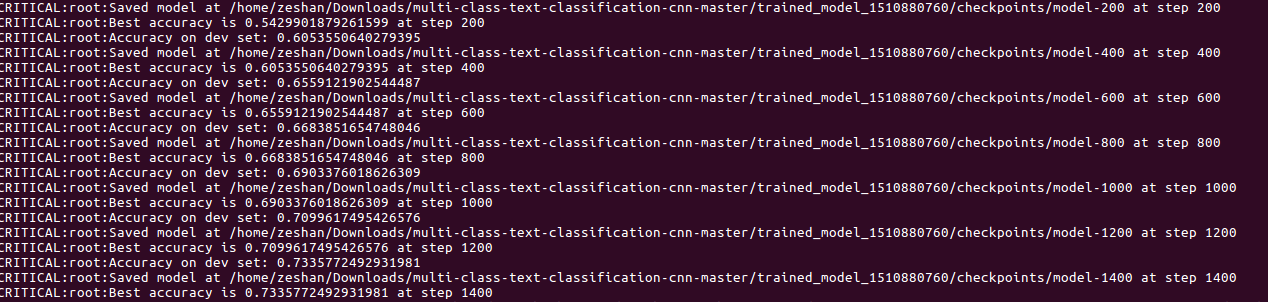 CRITICAL:root:Saved model at /home/zeshan/Downloads/multi-class-text-classification-cnn-master/trained_model_1510880760/checkpoints/model-200 at step 200
CRITICAL:root:Best accuracy is 0.5429901879261599 at step 200
CRITICAL:root:Accuracy on dev set: 0.6053550640279395
CRITICAL:root:Saved model at /home/zeshan/Downloads/multi-class-text-classification-cnn-master/trained_model_1510880760/checkpoints/model-400 at step 400
CRITICAL:root:Best accuracy is 0.6053550640279395 at step 400
CRITICAL:root:Accuracy on dev set: 0.6559121902544487
CRITICAL:root:Saved model at /home/zeshan/Downloads/multi-class-text-classification-cnn-master/trained_model_1510880760/checkpoints/model-600 at step 600
CRITICAL:root:Best accuracy is 0.6559121902544487 at step 600
CRITICAL:root:Accuracy on dev set: 0.6683851654748046
CRITICAL:root:Saved model at /home/zeshan/Downloads/multi-class-text-classification-cnn-master/trained_model_1510880760/checkpoints/model-800 at step 800
CRITICAL:root:Best accuracy is 0.6683851654748046 at step 800
CRITICAL:root:Accuracy on dev set: 0.6903376018626309
CRITICAL:root:Saved model at /home/zeshan/Downloads/multi-class-text-classification-cnn-master/trained_model_1510880760/checkpoints/model-1000 at step 1000
CRITICAL:root:Best accuracy is 0.6903376018626309 at step 1000
CRITICAL:root:Accuracy on dev set: 0.7099617495426576
CRITICAL:root:Saved model at /home/zeshan/Downloads/multi-class-text-classification-cnn-master/trained_model_1510880760/checkpoints/model-1200 at step 1200
CRITICAL:root:Best accuracy is 0.7099617495426576 at step 1200
CRITICAL:root:Accuracy on dev set: 0.7335772492931981
CRITICAL:root:Saved model at /home/zeshan/Downloads/multi-class-text-classification-cnn-master/trained_model_1510880760/checkpoints/model-1400 at step 1400
CRITICAL:root:Best accuracy is 0.7335772492931981 at step 1400